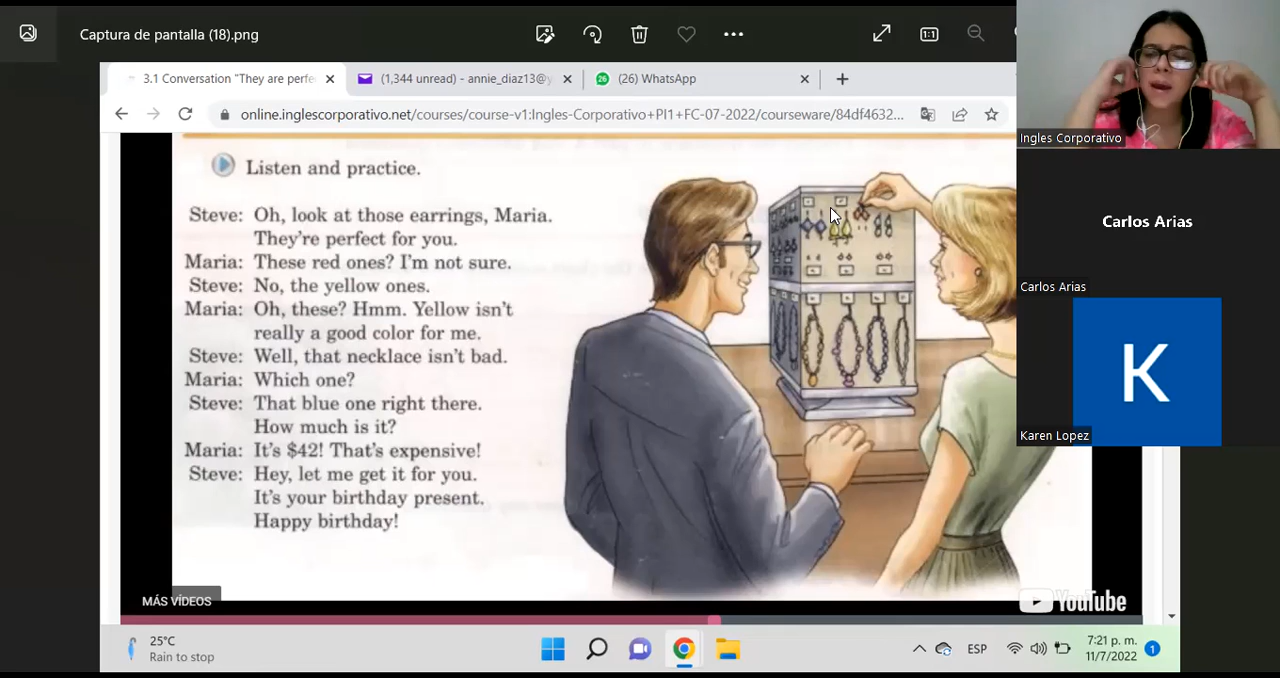 Captura de pantalla (18).png
3.1 Conversation "They are perfe
(1,344 unread) - annie_diaz13@y
(26) WhatsApp
online.inglescorporativo.net/courses/course-v1:Ingles-Corporativo+PI1+FC-07-2022/courseware/84df4632...
Listen and practice.
Steve: Oh, look at those earrings, Maria.
They're perfect for you.
Maria: These red ones? I'm not sure.
Steve: No, the yellow ones.
Maria: Oh, these? Hmm. Yellow isn't
really a good color for me.
Steve: Well, that necklace isn't bad.
Maria: Which one?
Steve: That blue one right there.
How much is it?
Maria: It's $42! That's expensive!
Steve: Hey, let me get it for you.
It's your birthday present.
Happy birthday!
MÁS VÍDEOS
YouTube
Ingles Corporativo
Carlos Arias
Carlos Arias
K
Karen Lopez
25°C
Rain to stop
26
1:1
ESP
7:21 p. m.
11/7/2022
1